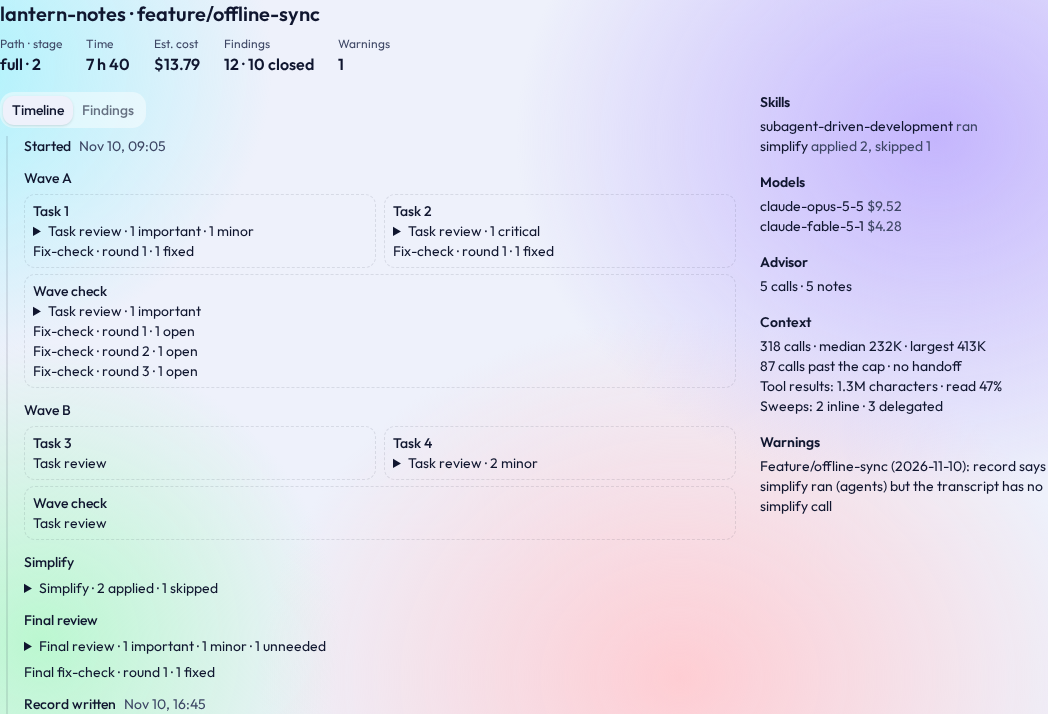 lantern-notes · feature/offline-sync
Path · stage
full · 2
Time
7 h 40
Est. cost
$13.79
Findings
12 · 10 closed
Warnings
1
Timeline
Findings
Started Nov 10, 09:05
Wave A
Task 1
▶ Task review · 1 important · 1 minor
Fix-check · round 1 · 1 fixed
Task 2
▶ Task review · 1 critical
Fix-check · round 1 · 1 fixed
Wave check
▶ Task review · 1 important
Fix-check · round 1 · 1 open
Fix-check · round 2 · 1 open
Fix-check · round 3 · 1 open
Wave B
Task 3
Task review
Task 4
▶ Task review · 2 minor
Wave check
Task review
Simplify
▶ Simplify · 2 applied · 1 skipped
Final review
▶ Final review · 1 important · 1 minor · 1 unneeded
Final fix-check · round 1 · 1 fixed
Record written Nov 10, 16:45
Skills
subagent-driven-development ran
simplify applied 2, skipped 1
Models
claude-opus-5-5 $9.52
claude-fable-5-1 $4.28
Advisor
5 calls · 5 notes
Context
318 calls · median 232K · largest 413K
87 calls past the cap · no handoff
Tool results: 1.3M characters · read 47%
Sweeps: 2 inline · 3 delegated
Warnings
Feature/offline-sync (2026-11-10): record says
simplify ran (agents) but the transcript has no
simplify call